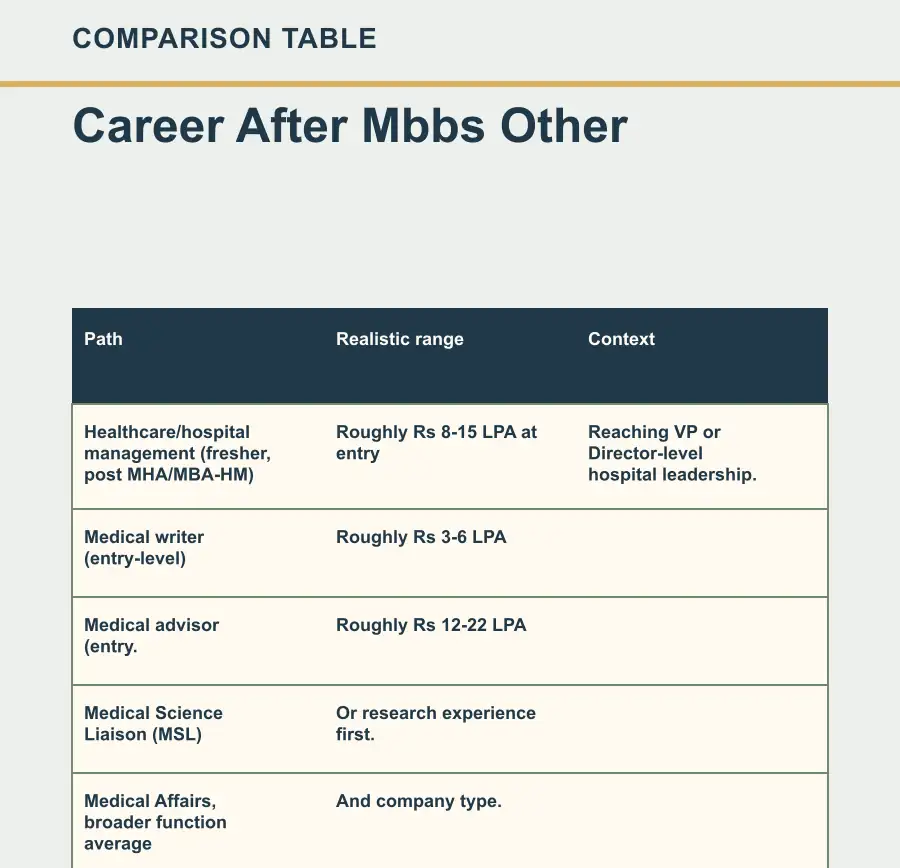 COMPARISON TABLE
Career After Mbbs Other
Path
Realistic range
Context
Healthcare/hospital
management (fresher,
post MHA/MBA-HM)
Roughly Rs 8-15 LPA at
entry
Reaching VP or
Director-level
hospital leadership.
Medical writer
(entry-level)
Roughly Rs 3-6 LPA
Medical advisor
(entry.
Roughly Rs 12-22 LPA
Medical Science
Liaison (MSL)
Or research experience
first.
Medical Affairs,
broader function
average
And company type.